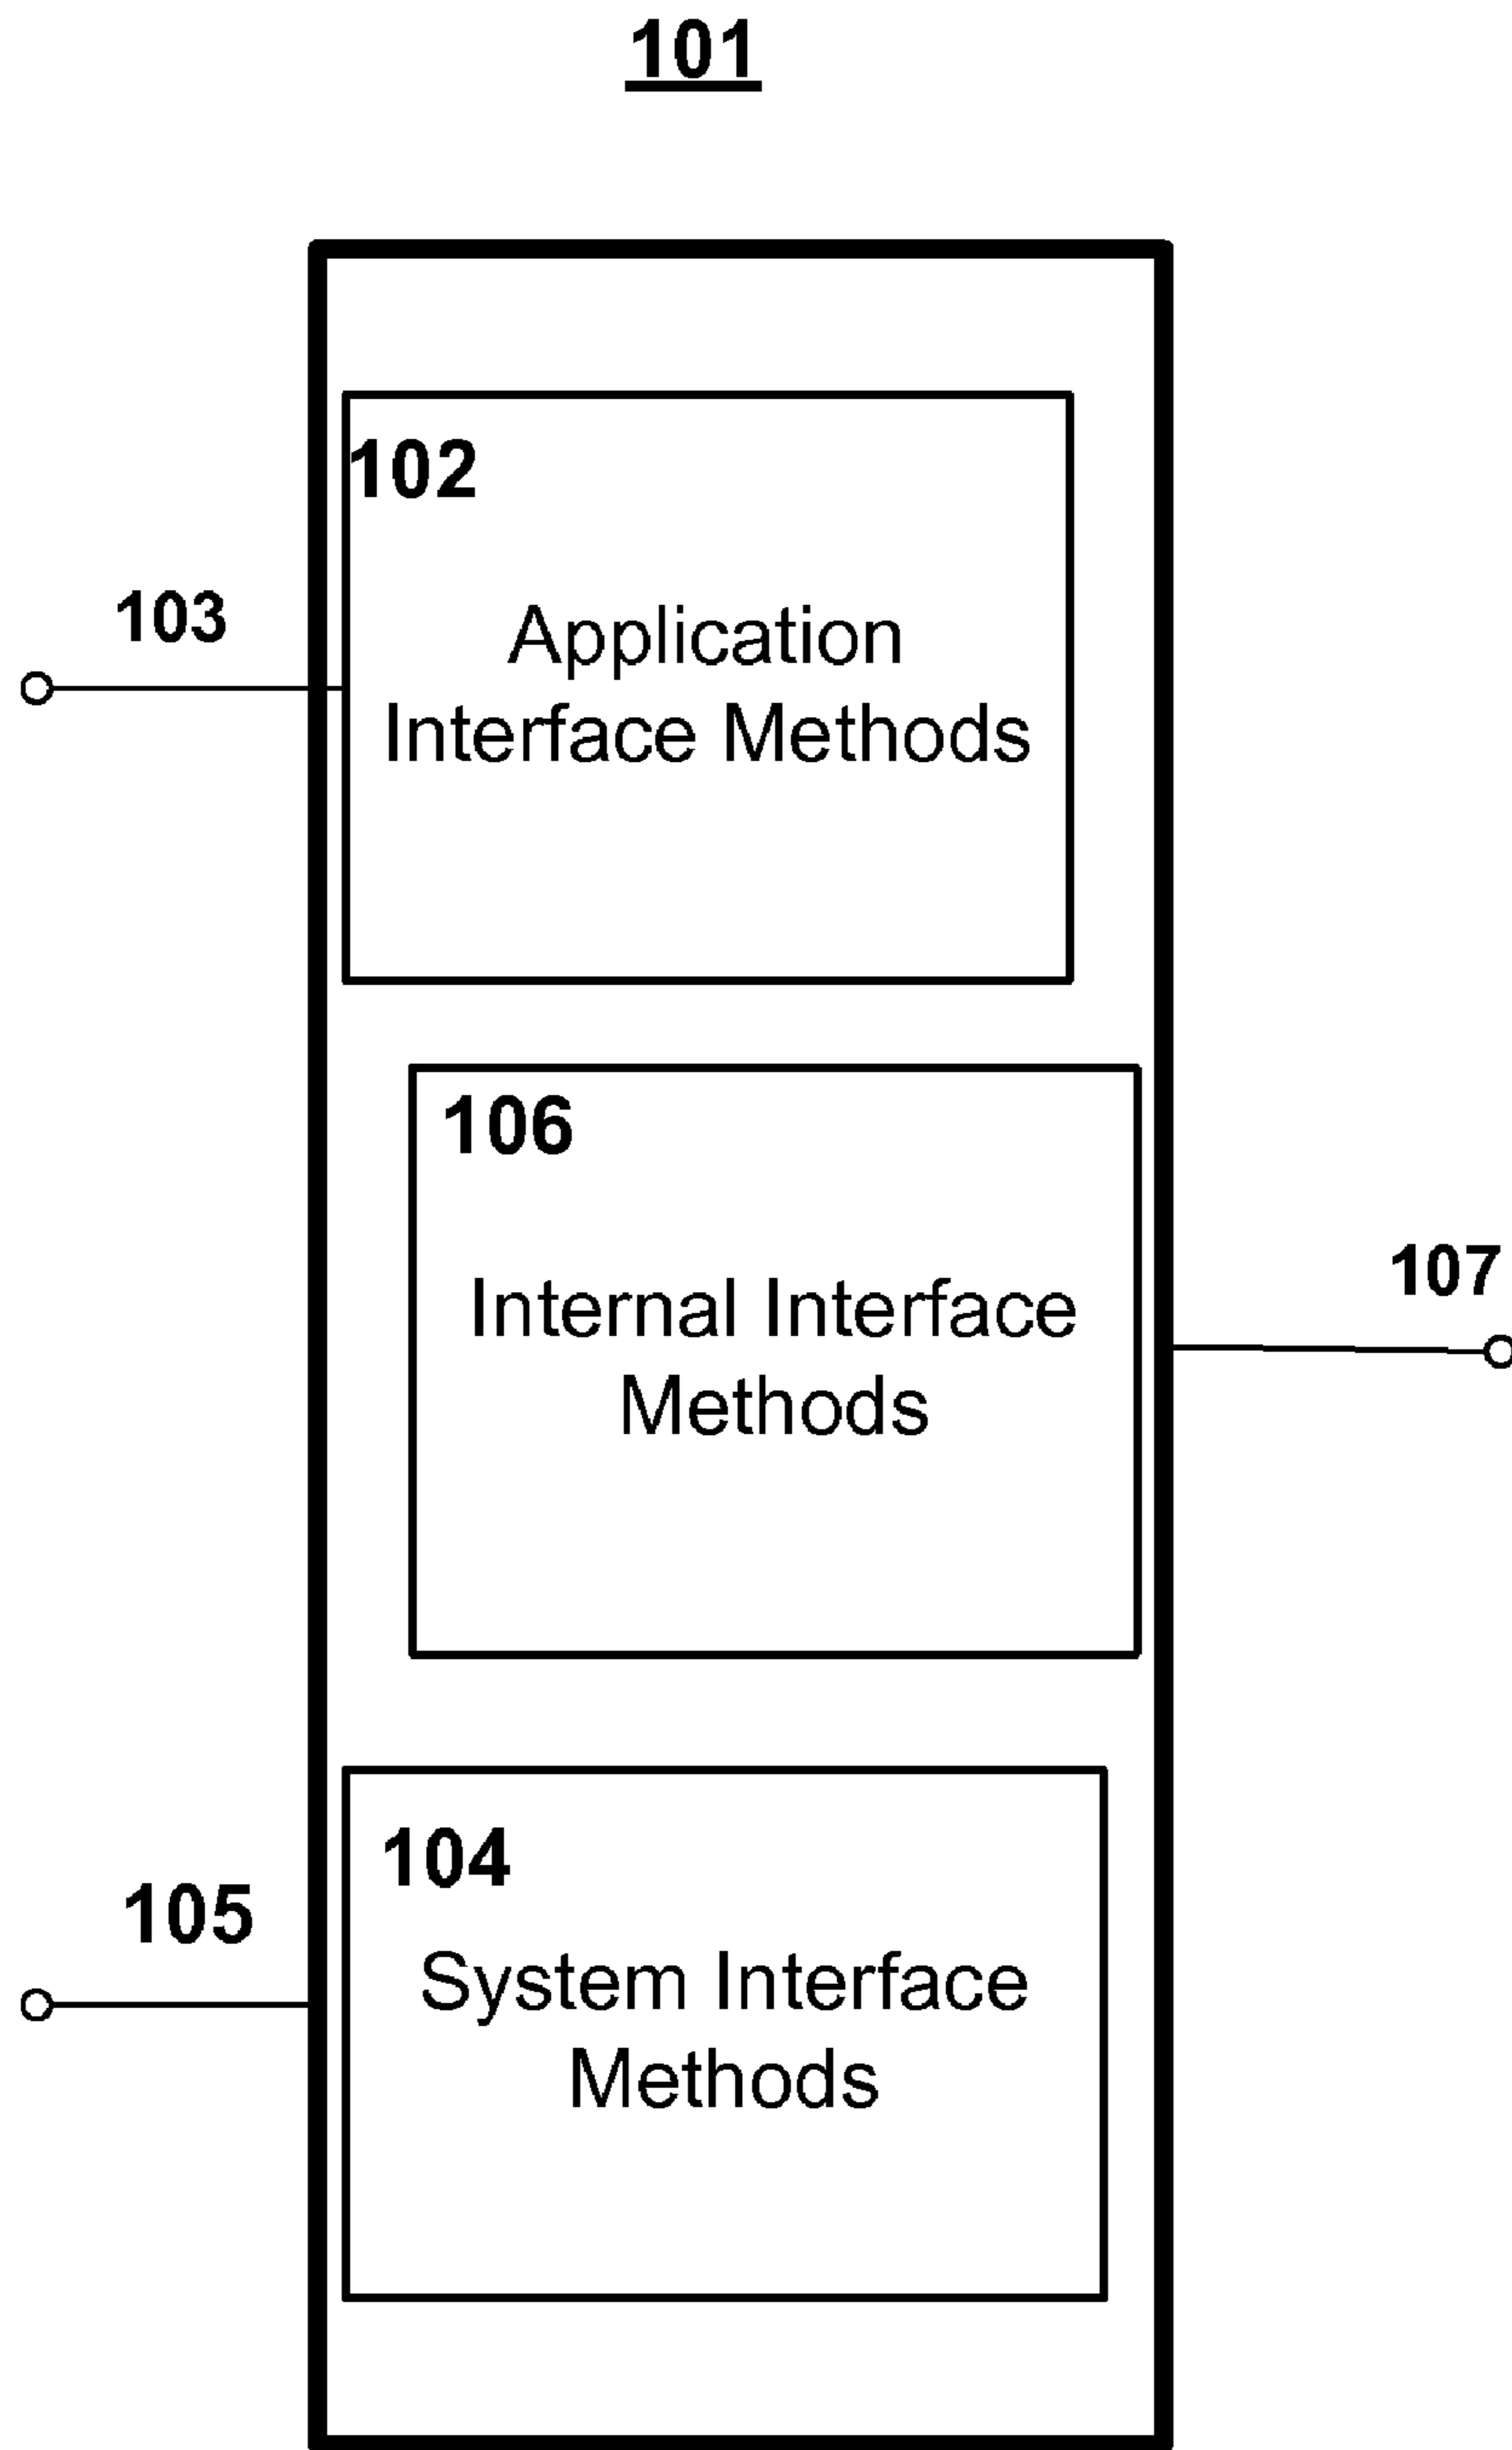 101
102
103
Application
Interface Methods
106
107
Internal Interface
Methods
104
105
System Interface
Methods